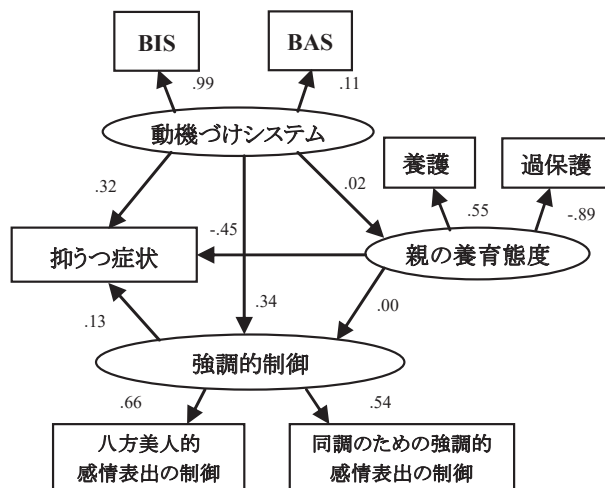 BIS
BAS
.99
.11
動機づけシステム
養護
過保護
.32
.02
.55
-.89
-.45
抑うつ症状
親の養育態度
.34
.00
.13
強調的制御
.66
.54
八方美人的
感情表出の制御
同調のための強調的
感情表出の制御